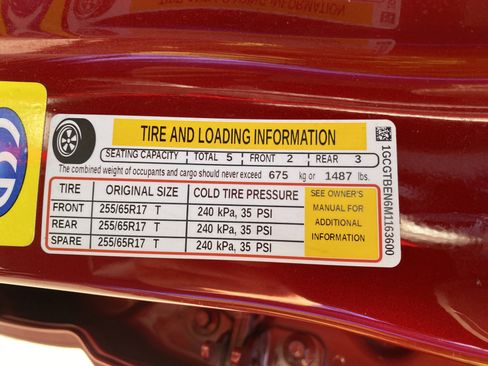 TIRE AND LOADING INFORMATION
SEATING CAPACITY TOTAL 5 FRONT 2 REAR 3
The combined weight of occupants and cargo should never exceed 675 kg or 1487 lbs.
TIRE ORIGINAL SIZE COLD TIRE PRESSURE
FRONT 255/65R17 T 240 kPa, 35 PSI
REAR 255/65R17 T 240 kPa, 35 PSI
SPARE 255/65R17 T 240 kPa, 35 PSI
SEE OWNER'S
MANUAL FOR
ADDITIONAL
INFORMATION
1GCGTBEN6M1163600